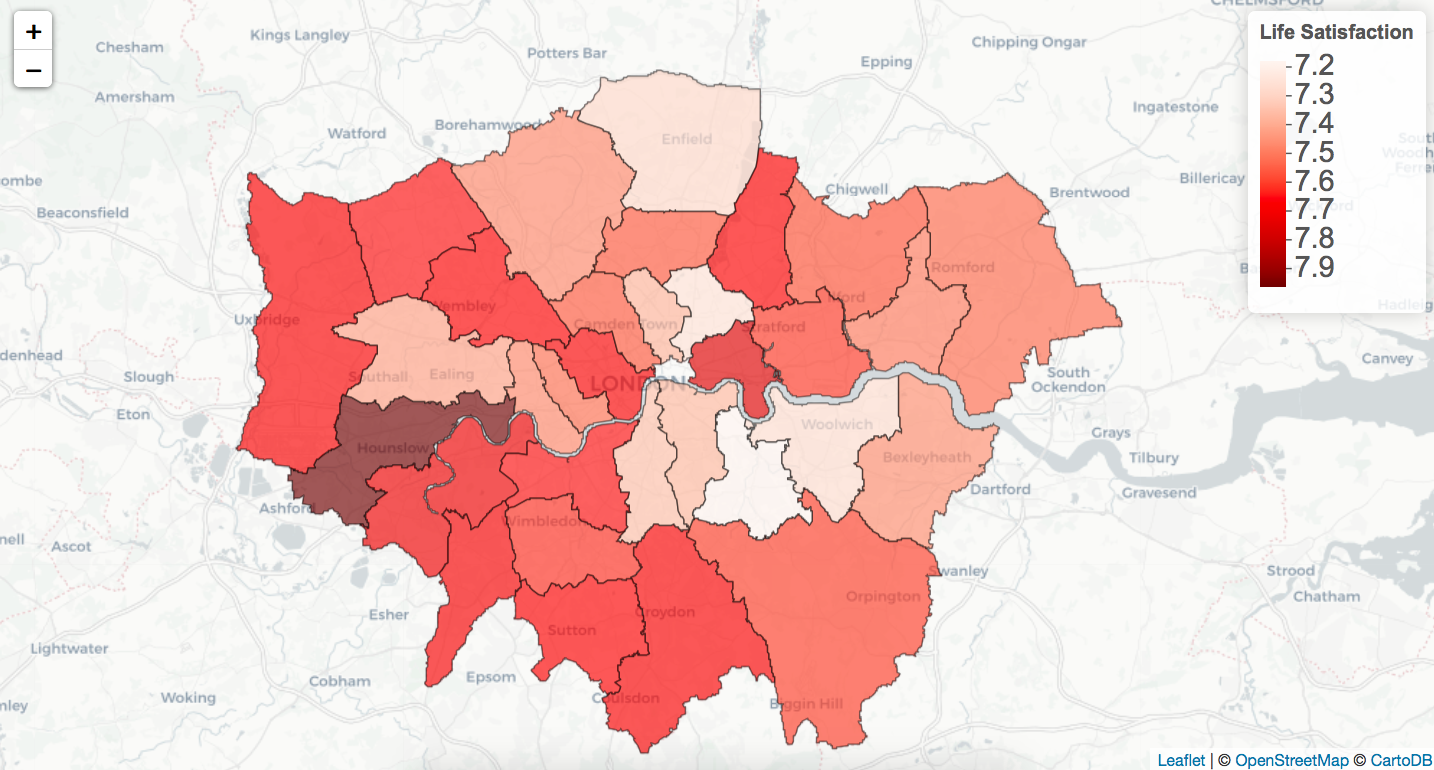 CHELMSFORD
+
−
Kings Langley
Chesham
Potters Bar
Chipping Ongar
Epping
Life Satisfaction
7.2
7.3
7.4
7.5
7.6
7.7
7.8
7.9
Amersham
Ingatestone
Watford
Borehamwood
Enfield
Billericay
Chigwell
Brentwood
Beaconsfield
Romford
Wembley
Ilford
Uxbridge
Camden Town
Stratford
Canvey
Slough
Southall
Ealing
LONDON
South
Ockendon
Eton
Woolwich
Grays
Hounslow
Bexleyheath
Tilbury
Dartford
Gravesend
Ashford
Wimbledon
Ascot
Swanley
Strood
Chatham
Orpington
Esher
Croydon
Sutton
Lightwater
Epsom
Cobham
Woking
Coulsdon
Biggin Hill
Leaflet | © OpenStreetMap © CartoDB